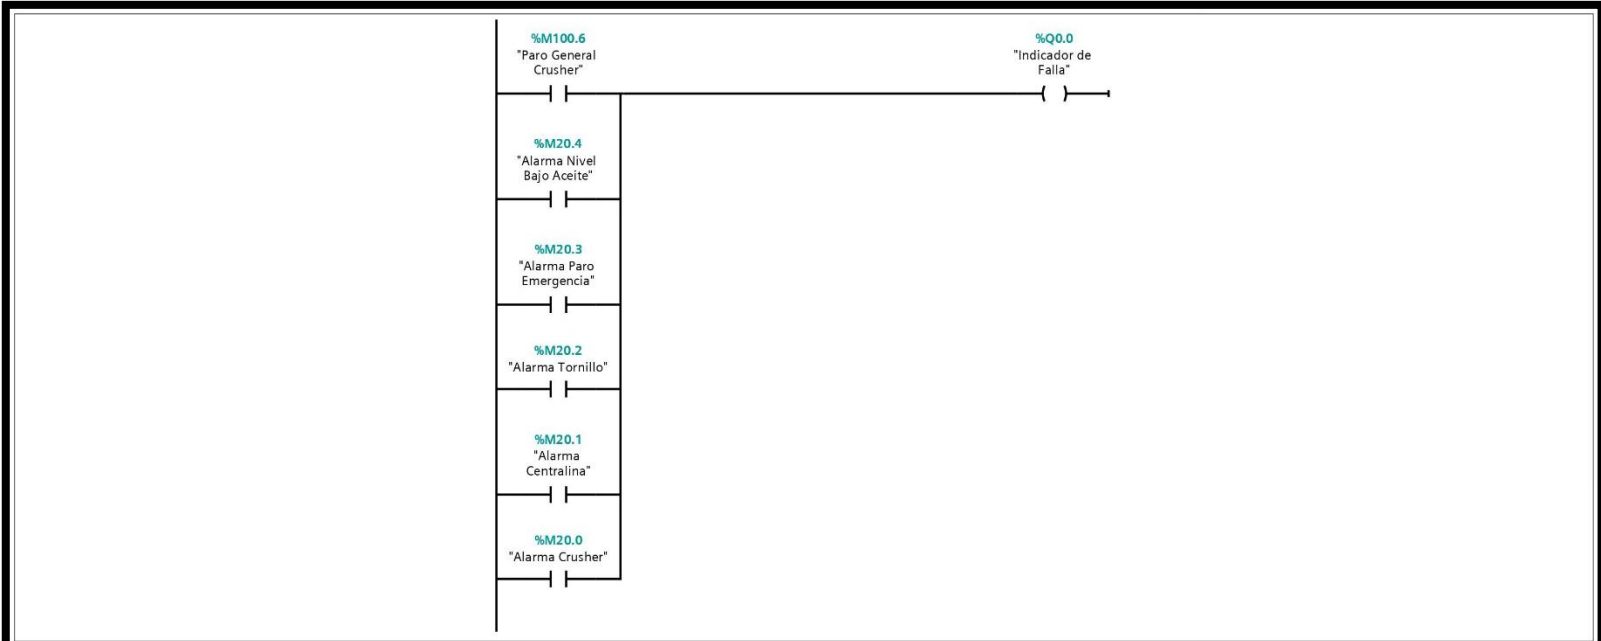 %M100.6
"Paro General
Crusher"
%Q0.0
"Indicador de
Falla"
%M20.4
"Alarma Nivel
Bajo Aceite"
%M20.3
"Alarma Paro
Emergencia"
%M20.2
"Alarma Tornillo"
%M20.1
"Alarma
Centralina"
%M20.0
"Alarma Crusher"